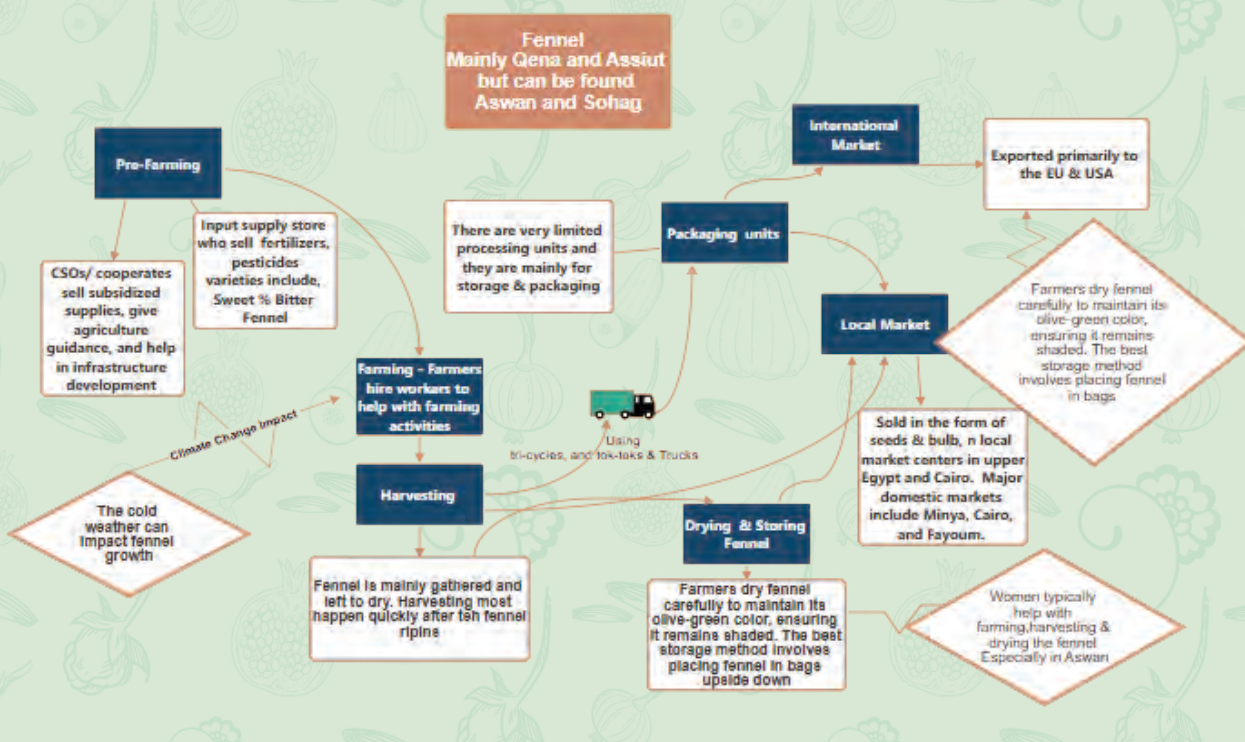 Fennel
Mainly Qena and Assiut
but can be found
Aswan and Sohag
Pre-Farming
CSOs/ cooperates
sell subsidized
supplies, give
agriculture
guidance, and help
in infrastructure
development
Input supply store
who sell fertilizers,
pesticides
varieties include,
Sweet % Bitter
Fennel
Climate Change Impact
The cold
weather can
impact fennel
growth
Farming - Farmers
hire workers to
help with farming
activities
Harvesting
Fennel is mainly gathered and
left to dry. Harvesting most
happen quickly after teh fennel
ripins
There are very limited
processing units and
they are mainly for
storage & packaging
Using
tri-cycles, and tok-toks & Trucks
Packaging units
International
Market
Exported primarily to
the EU & USA
Local Market
Farmers dry fennel
carefully to maintain its
olive-green color,
ensuring it remains
shaded. The best
storage method
involves placing fennel
in bags
Sold in the form of
seeds & bulb, n local
market centers in upper
Egypt and Cairo. Major
domestic markets
include Minya, Cairo,
and Fayoum.
Drying & Storing
Fennel
Farmers dry fennel
carefully to maintain its
olive-green color, ensuring
it remains shaded. The best
storage method involves
placing fennel in bags
upside down
Women typically
help with
farming,harvesting &
drying the fennel
Especially in Aswan